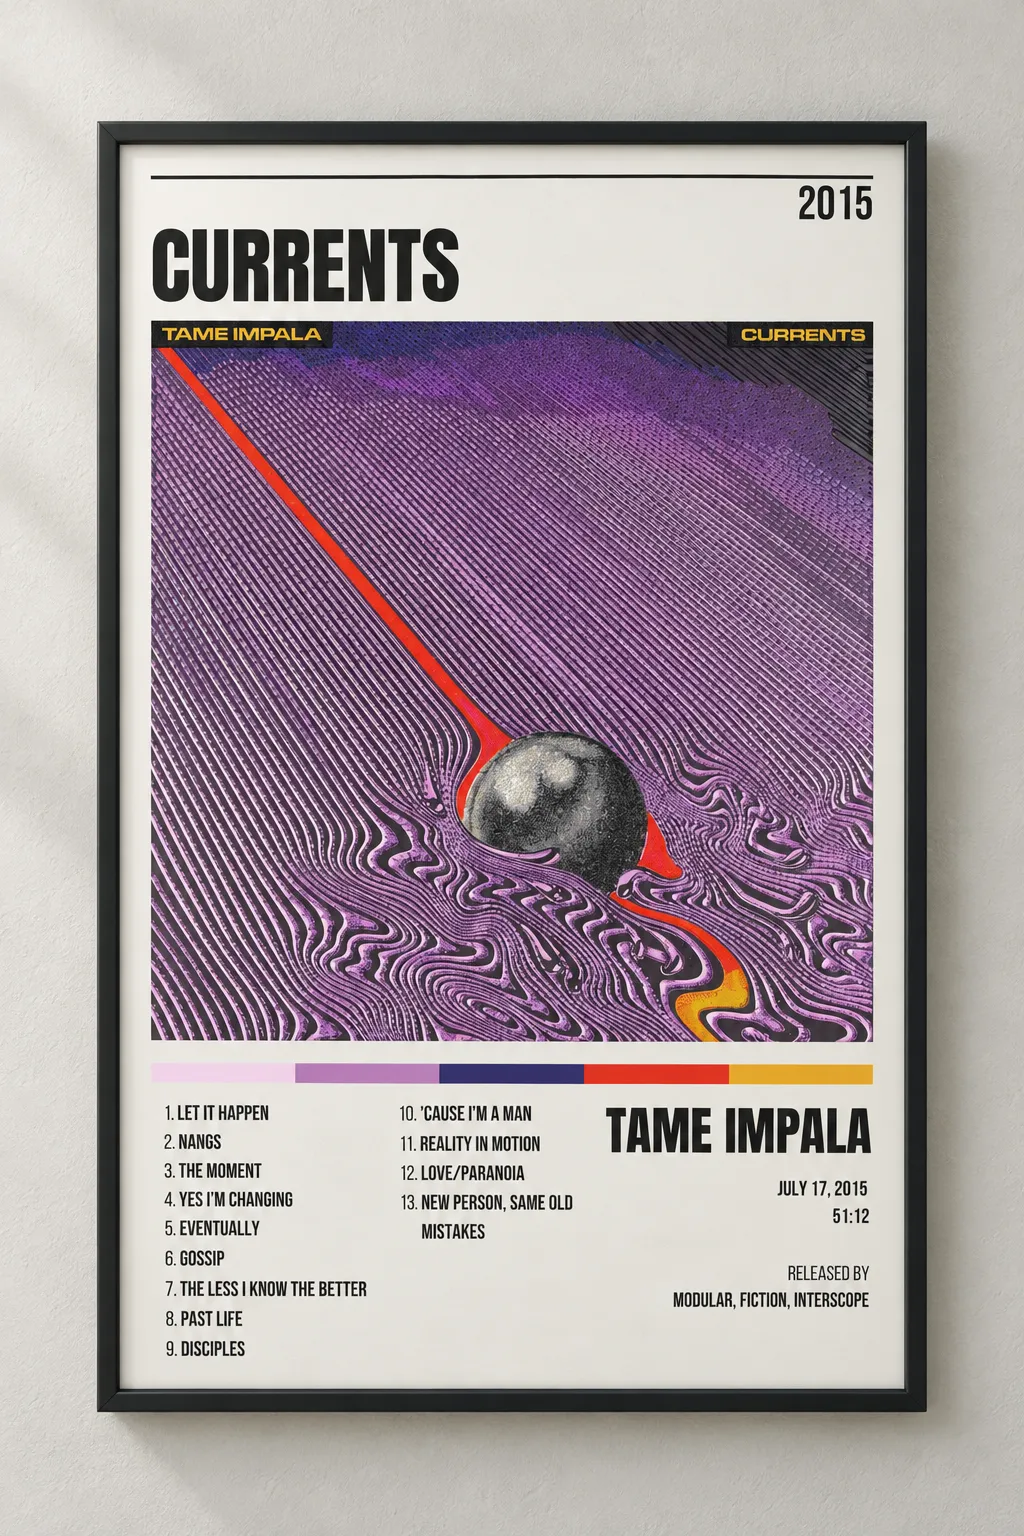 2015
CURRENTS
TAME IMPALA
CURRENTS
1. LET IT HAPPEN
2. NANGS
3. THE MOMENT
4. YES I'M CHANGING
5. EVENTUALLY
6. GOSSIP
7. THE LESS I KNOW THE BETTER
8. PAST LIFE
9. DISCIPLES
10. 'CAUSE I'M A MAN
11. REALITY IN MOTION
12. LOVE/PARANOIA
13. NEW PERSON, SAME OLD
MISTAKES
TAME IMPALA
JULY 17, 2015
51:12
RELEASED BY
MODULAR, FICTION, INTERSCOPE